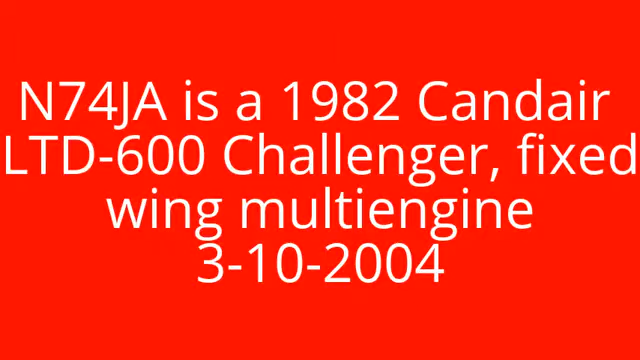 N74JA is a 1982 Candair
LTD-600 Challenger, fixed
wing multiengine
3-10-2004